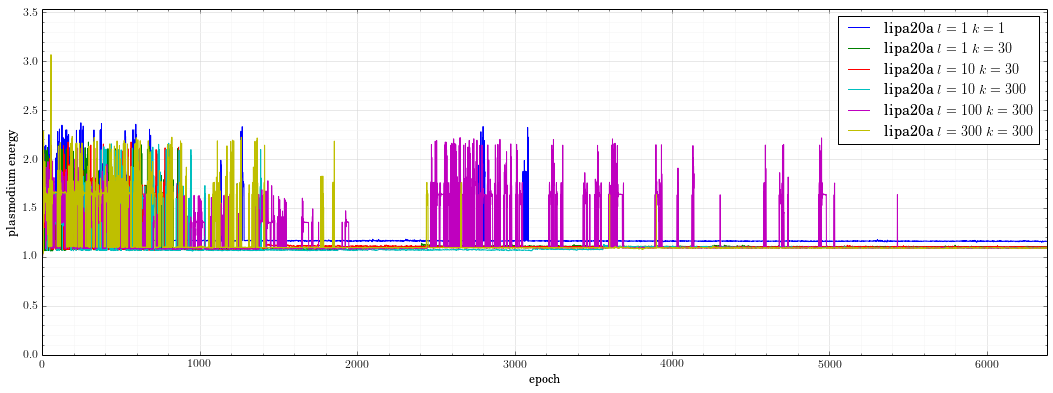 3.5
3.0
2.5
2.0
1.5
1.0
0.5
0.0
plasmodium energy
0
1000
2000
3000
4000
5000
6000
epoch
lipa20a l = 1 k = 1
lipa20a l = 1 k = 30
lipa20a l = 10 k = 30
lipa20a l = 10 k = 300
lipa20a l = 100 k = 300
lipa20a l = 300 k = 300